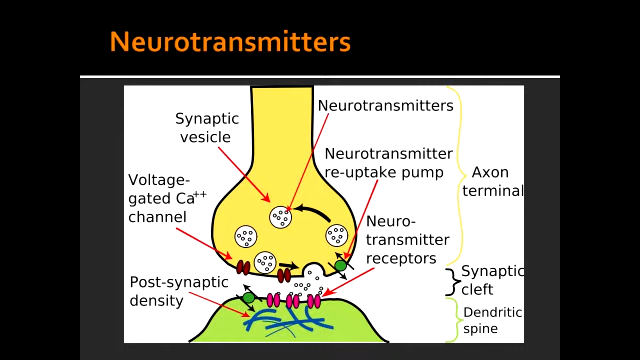 Neurotransmitters
Neurotransmitters
Synaptic
vesicle
Neurotransmitter
re-uptake pump
Voltage-
gated Ca++
channel
Axon
terminal
Neuro-
transmitter
receptors
Synaptic
cleft
Post-synaptic
density
Dendritic
spine